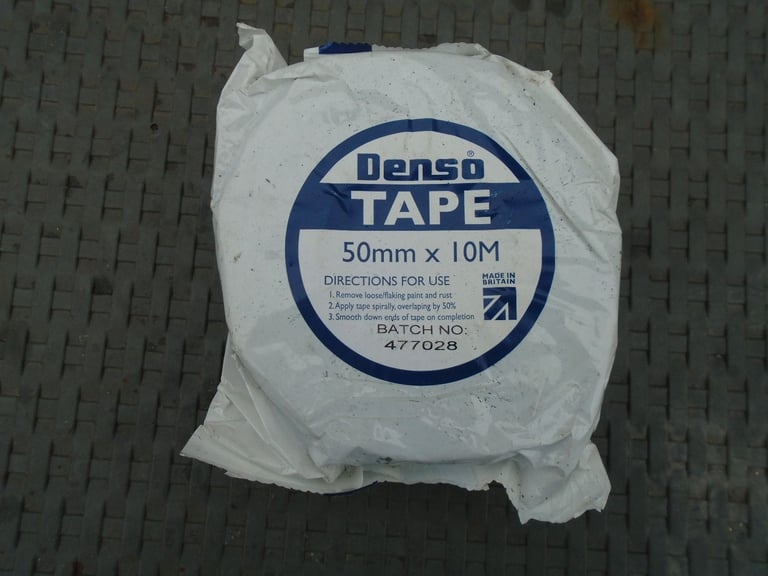 Denso®
TAPE
50mm x 10M
DIRECTIONS FOR USE
1. Remove loose/flaking paint and rust
2. Apply tape spirally, overlaping by 50%
3. Smooth down ends of tape on completion
MADE IN
BRITAIN
BATCH NO:
477028